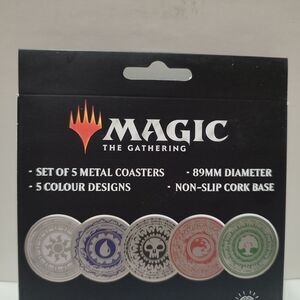 MAGIC
THE GATHERING
- SET OF 5 METAL COASTERS
- 89MM DIAMETER
- 5 COLOUR DESIGNS
- NON-SLIP CORK BASE